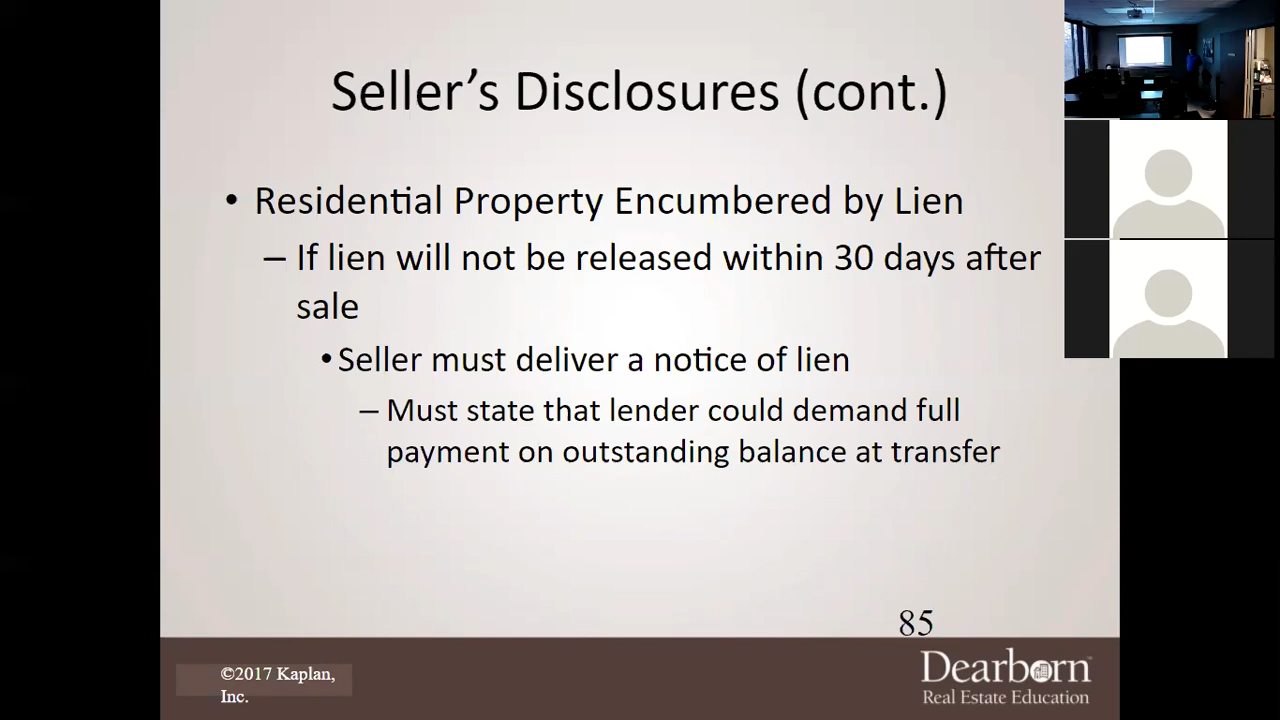 Seller’s Disclosures (cont.)
• Residential Property Encumbered by Lien
– If lien will not be released within 30 days after
sale
• Seller must deliver a notice of lien
– Must state that lender could demand full
payment on outstanding balance at transfer
85
©2017 Kaplan,
Inc.
Dearborn
Real Estate Education